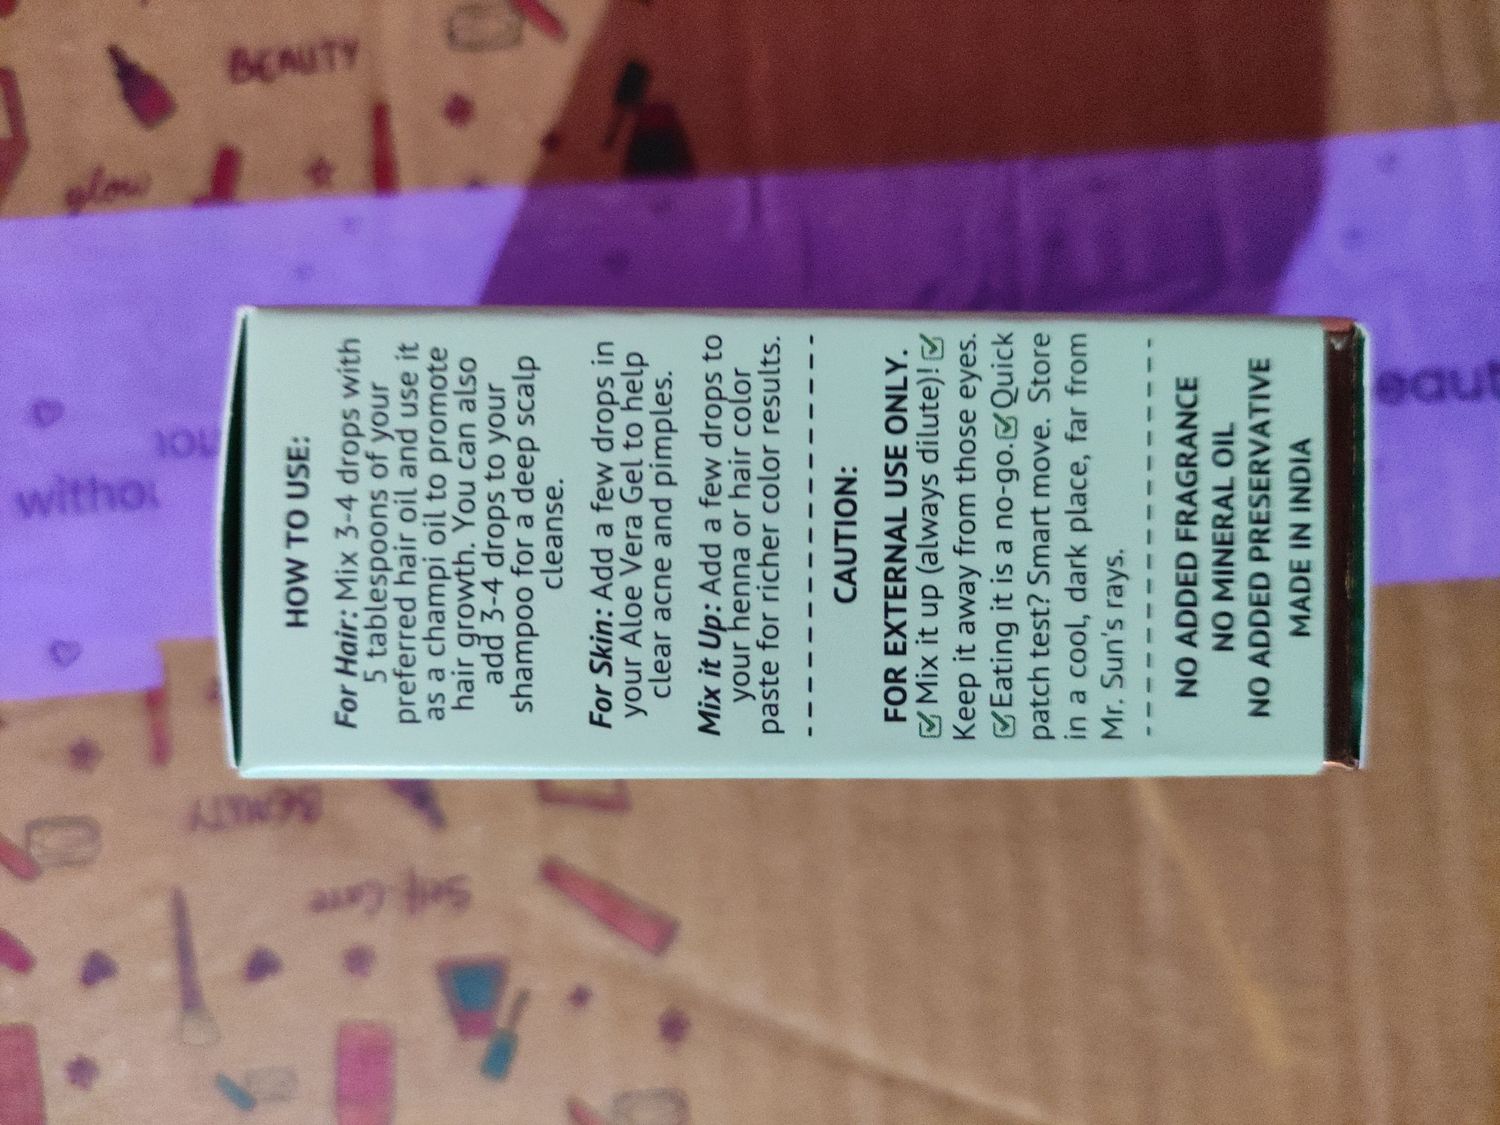 HOW TO USE:
For Hair: Mix 3-4 drops with
5 tablespoons of your
preferred hair oil and use it
as a champi oil to promote
hair growth. You can also
add 3-4 drops to your
shampoo for a deep scalp
cleanse.
For Skin: Add a few drops in
your Aloe Vera Gel to help
clear acne and pimples.
Mix it Up: Add a few drops to
your henna or hair color
paste for richer color results.
CAUTION:
FOR EXTERNAL USE ONLY.
☑ Mix it up (always dilute)! ☑
Keep it away from those eyes.
☑ Eating it is a no-go. ☑ Quick
patch test? Smart move. Store
in a cool, dark place, far from
Mr. Sun's rays.
NO ADDED FRAGRANCE
NO MINERAL OIL
NO ADDED PRESERVATIVE
MADE IN INDIA
BEAUTY
glow
BEAUTY
Self-Care